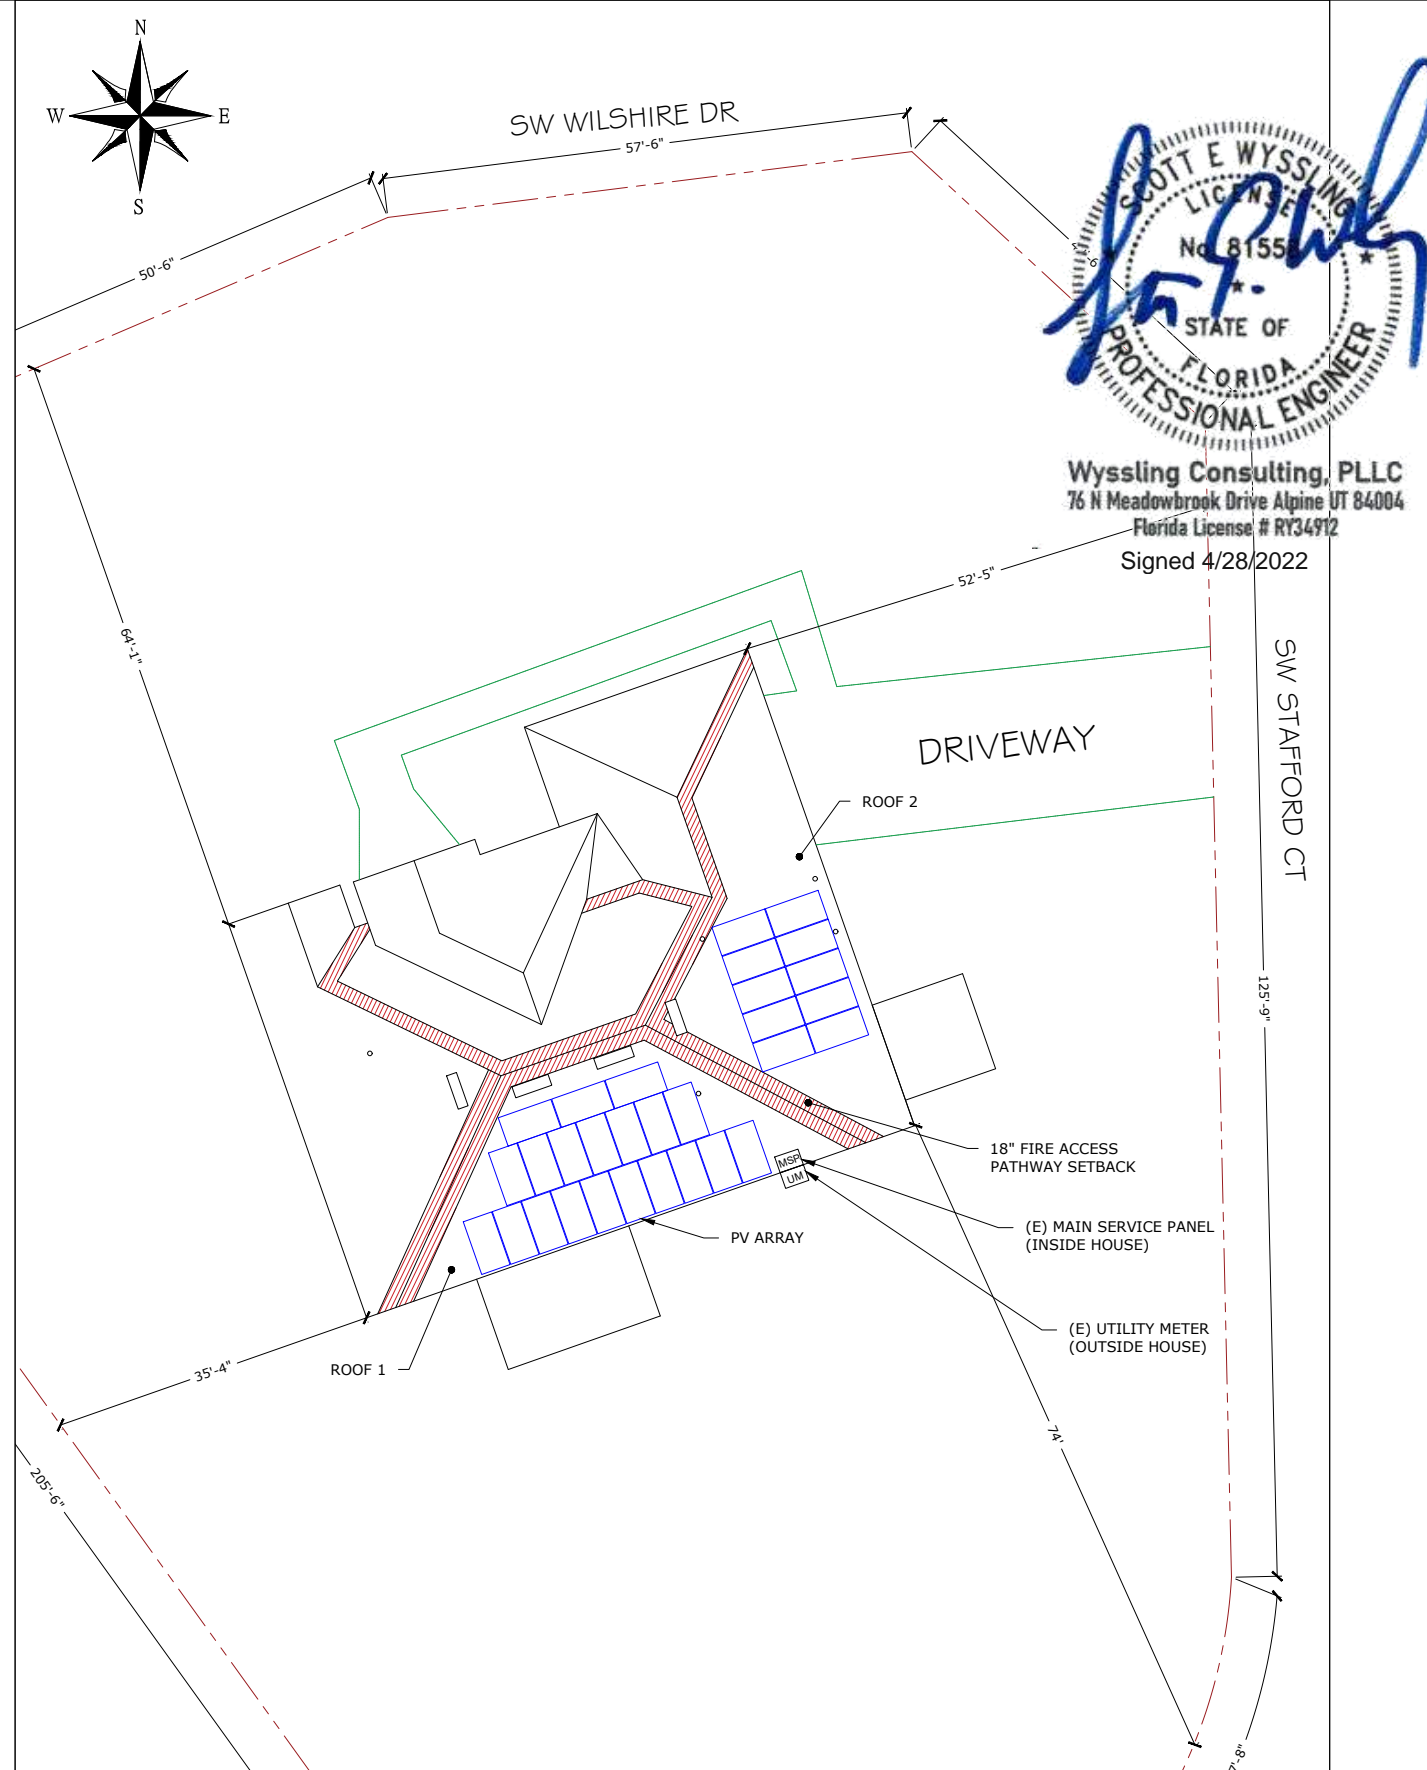 N
W
E
S
SW WILSHIRE DR
57'-6"
50'-6"
SCOTT E WYSSLING
LICENSE
No. 81558
STATE OF
FLORIDA
PROFESSIONAL ENGINEER
Wyssling Consulting, PLLC
76 N Meadowbrook Drive Alpine UT 84004
Florida License # RY34912
Signed 4/28/2022
52'-5"
64'-1"
SW STAFFORD CT
DRIVEWAY
ROOF 2
125'-9"
18" FIRE ACCESS
PATHWAY SETBACK
MSP
UM
(E) MAIN SERVICE PANEL
(INSIDE HOUSE)
PV ARRAY
(E) UTILITY METER
(OUTSIDE HOUSE)
ROOF 1
35'-4"
74'
205'-6"